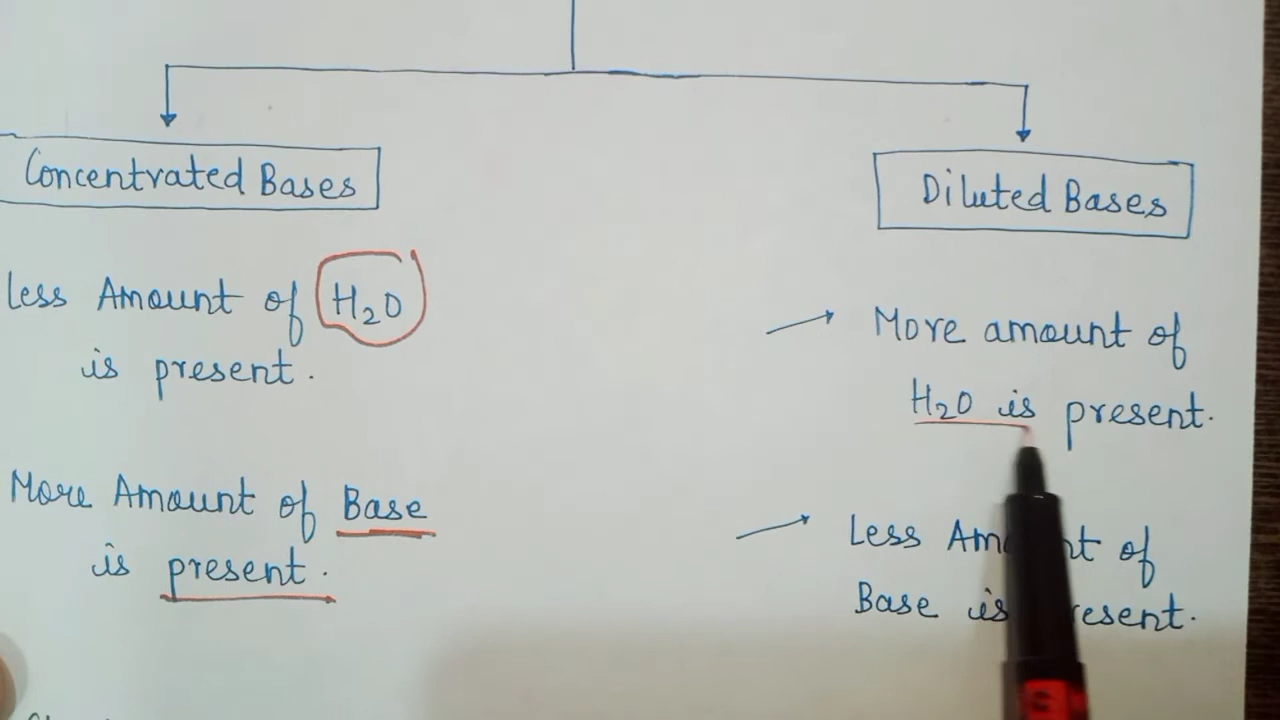 Concentrated Bases
Less Amount of H₂O
is present.
More Amount of Base
is present.
Diluted Bases
More amount of
H₂O is present.
Less of
Base is